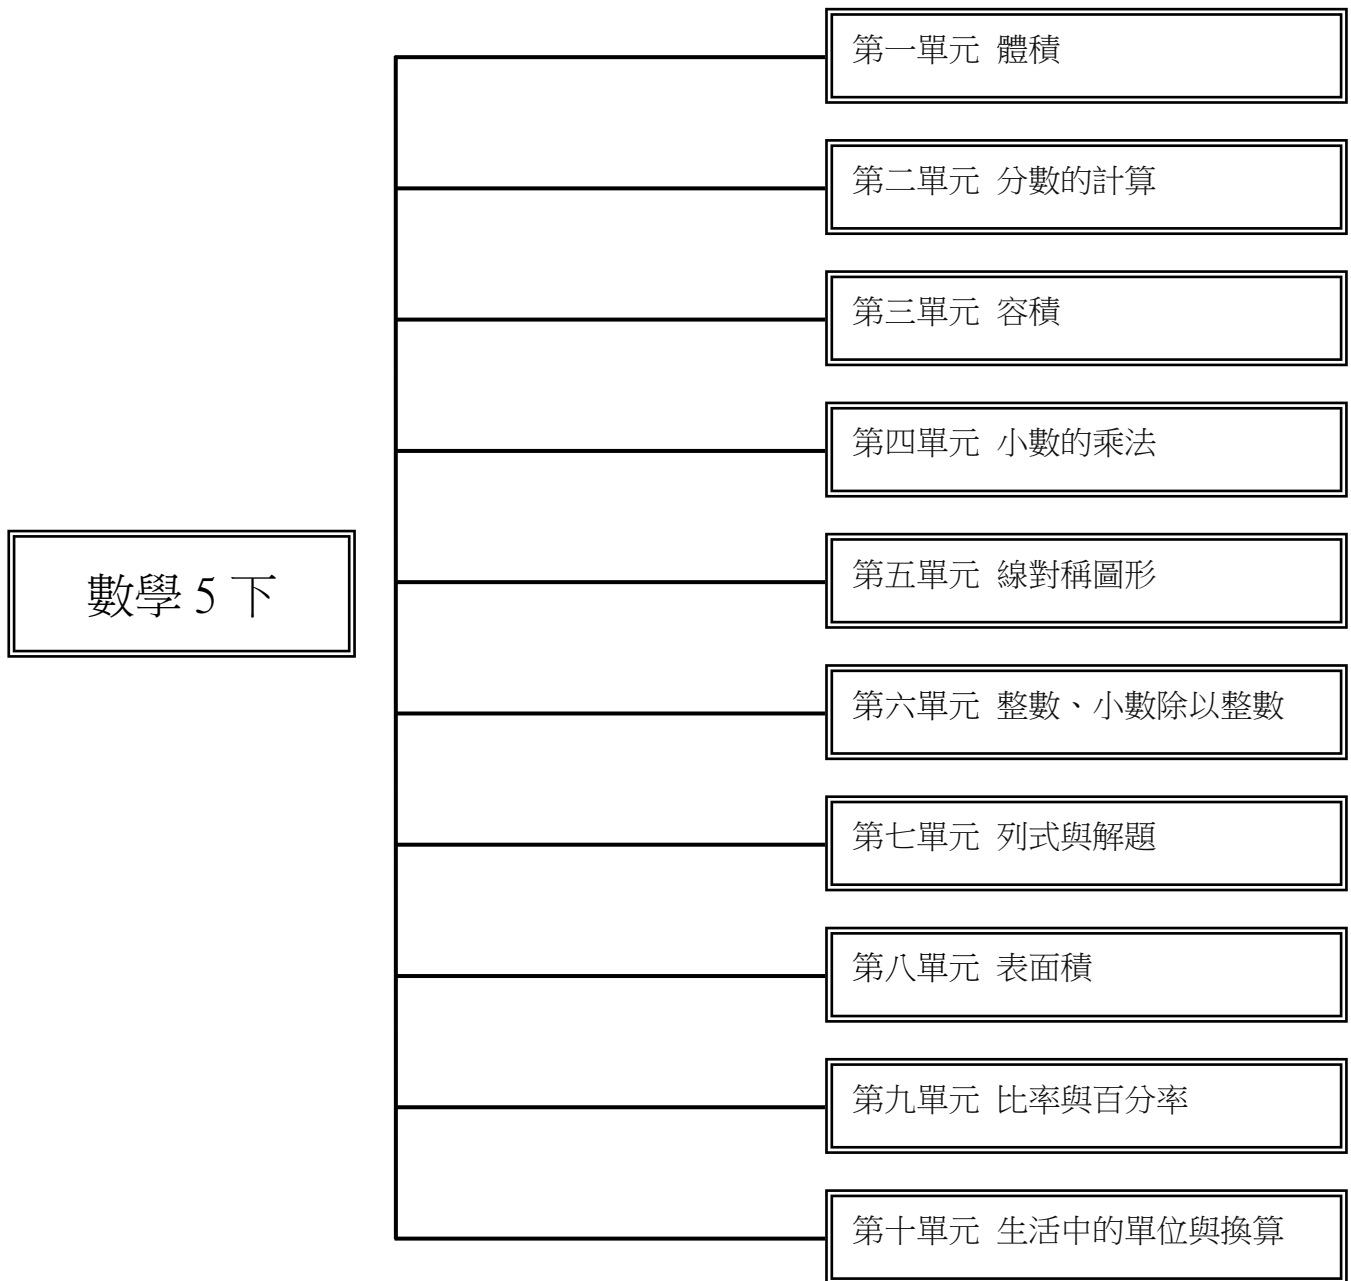 數學 5 下
第一單元 體積
第二單元 分數的計算
第三單元 容積
第四單元 小數的乘法
第五單元 線對稱圖形
第六單元 整數、小數除以整數
第七單元 列式與解題
第八單元 表面積
第九單元 比率與百分率
第十單元 生活中的單位與換算